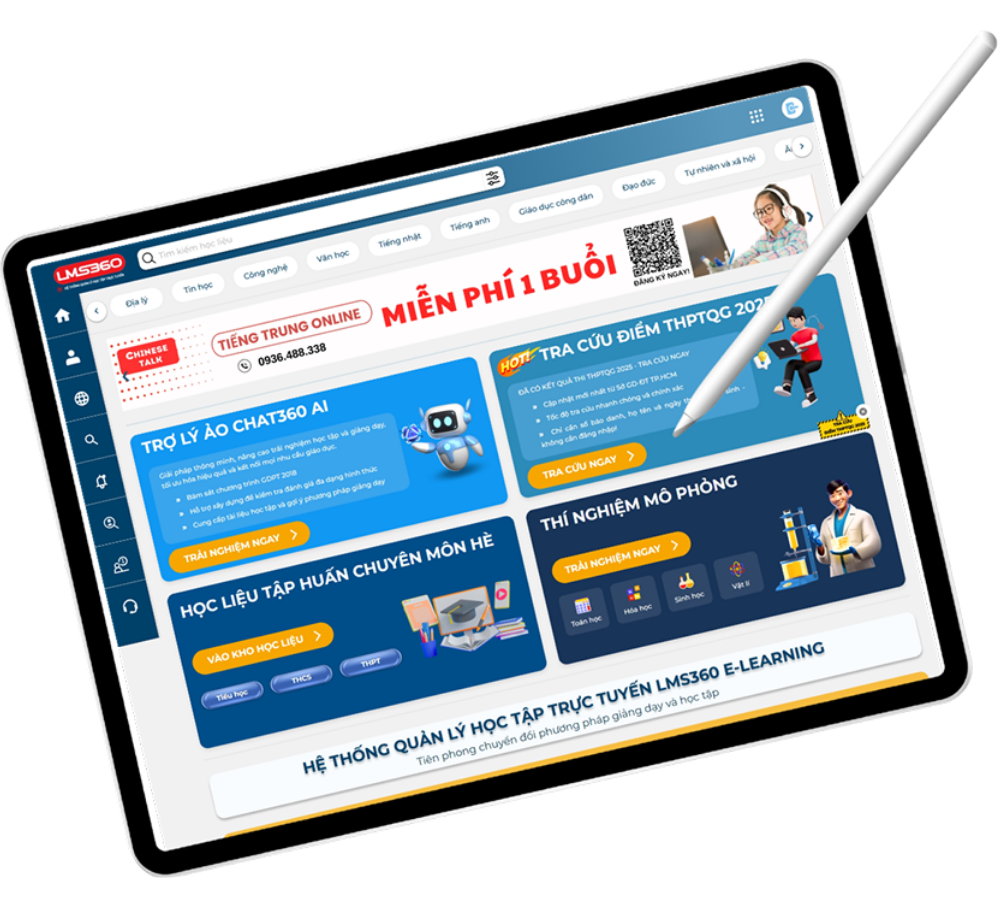 LMS360
HỆ THỐNG QUẢN LÝ HỌC TẬP TRỰC TUYẾN
Tìm kiếm học liệu
Địa lý
Tin học
Công nghệ
Văn học
Tiếng nhật
Tiếng anh
Giáo dục công dân
Đạo đức
Tự nhiên và xã hội
CHINESE
TALK
TIẾNG TRUNG ONLINE
0936.488.338
MIỄN PHÍ 1 BUỔI
ĐĂNG KÝ NGAY!
TRỢ LÝ ẢO CHAT360 AI
Giải pháp thông minh, nâng cao trải nghiệm học tập và giảng dạy,
tối ưu hóa hiệu quả và kết nối mọi nhu cầu giáo dục.
Bám sát chương trình GDPT 2018
Hỗ trợ xây dựng đề kiểm tra đánh giá đa dạng hình thức
Cung cấp tài liệu học tập và gợi ý phương pháp giảng dạy
TRẢI NGHIỆM NGAY
HOT!
TRA CỨU ĐIỂM THPTQG 2025
ĐÃ CÓ KẾT QUẢ THI THPTQG 2025 - TRA CỨU NGAY
Cập nhật mới nhất từ Sở GD-ĐT TP.HCM
Tốc độ tra cứu nhanh chóng và chính xác
Chỉ cần số báo danh, họ tên và ngày sinh -
không cần đăng nhập!
TRA CỨU NGAY
TRA CỨU
ĐIỂM THPTQG 2025
HỌC LIỆU TẬP HUẤN CHUYÊN MÔN HÈ
VÀO KHO HỌC LIỆU
Tiểu học
THCS
THPT
THÍ NGHIỆM MÔ PHỎNG
TRẢI NGHIỆM NGAY
Toán học
Hóa học
Sinh học
Vật lí
HỆ THỐNG QUẢN LÝ HỌC TẬP TRỰC TUYẾN LMS360 E-LEARNING
Tiên phong chuyển đổi phương pháp giảng dạy và học tập